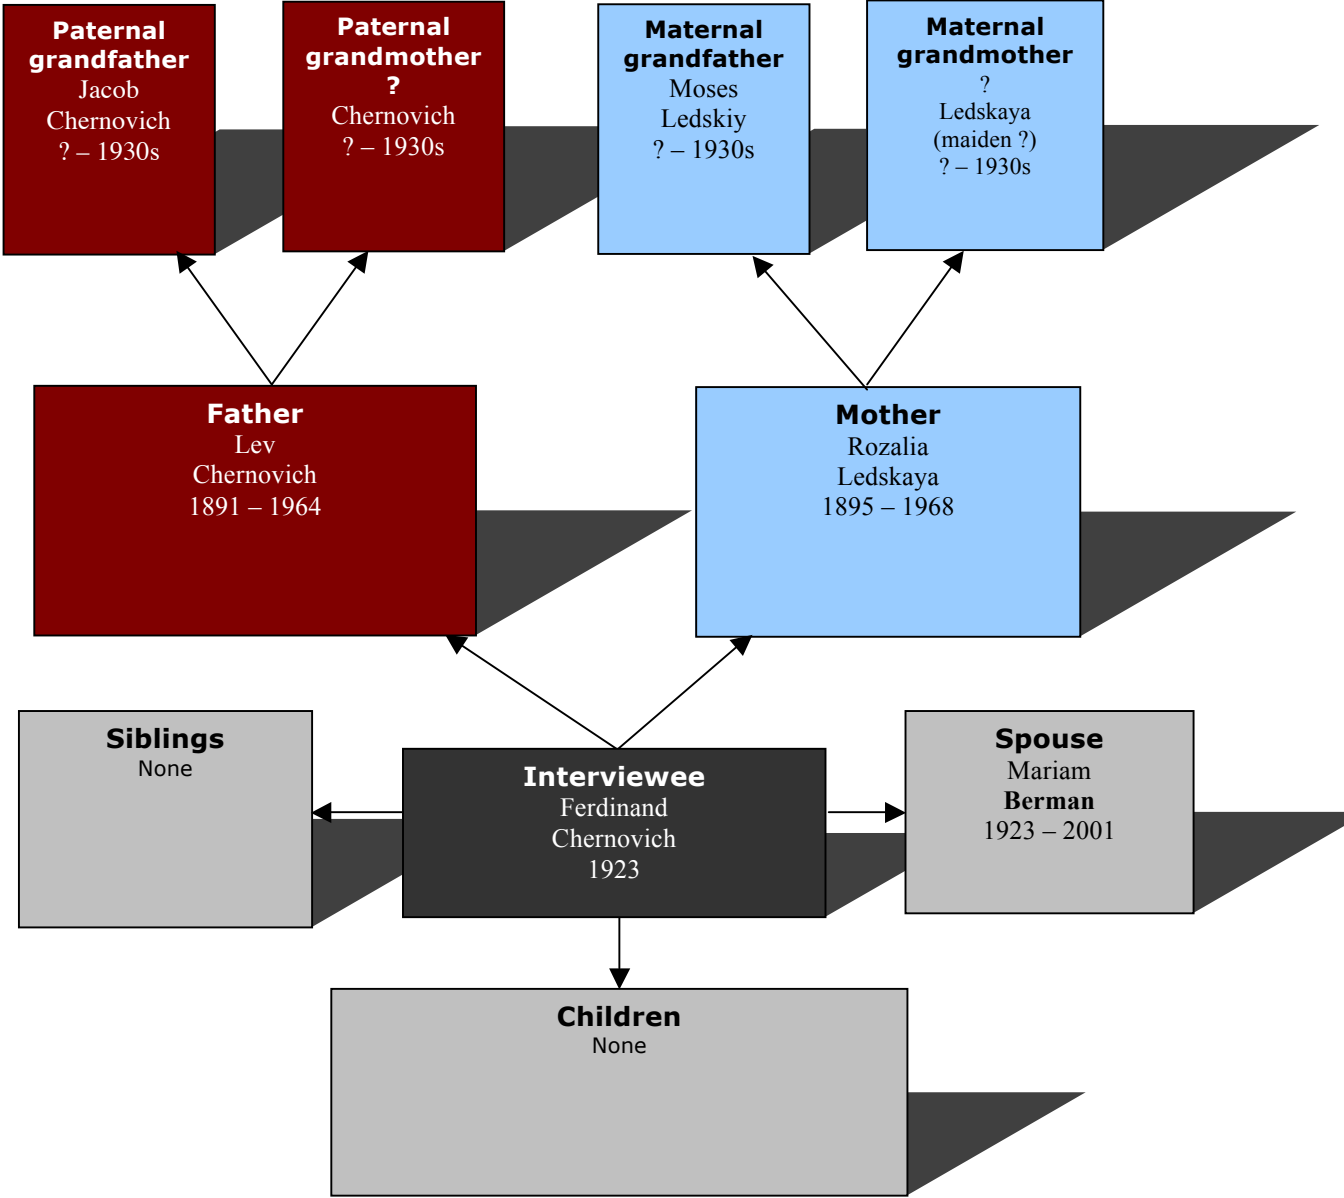 Paternal
grandfather
Jacob
Chernovich
? – 1930s
Paternal
grandmother
?
Chernovich
? – 1930s
Maternal
grandfather
Moses
Ledskiy
? – 1930s
Maternal
grandmother
?
Ledskaya
(maiden ?)
? – 1930s
Father
Lev
Chernovich
1891 – 1964
Mother
Rozalia
Ledskaya
1895 – 1968
Siblings
None
Interviewee
Ferdinand
Chernovich
1923
Spouse
Mariam
Berman
1923 – 2001
Children
None